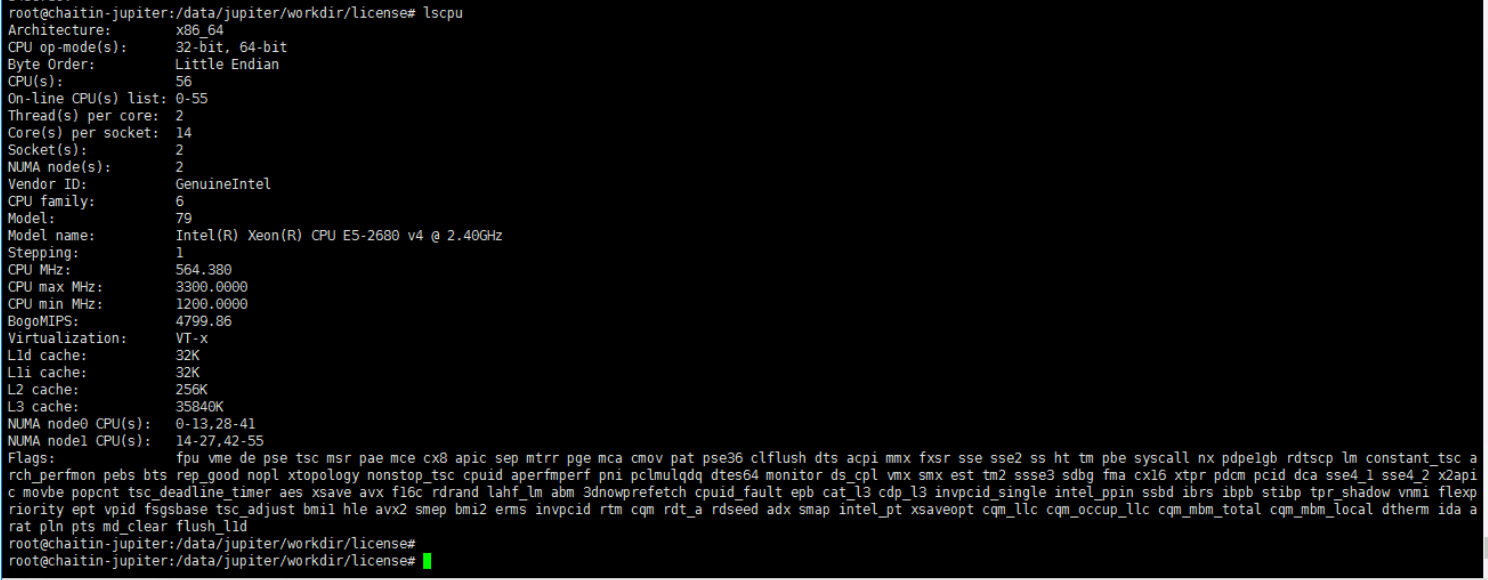 root@chaitin-jupiter:/data/jupiter/workdir/license# lscpu
Architecture:        x86_64
CPU op-mode(s):      32-bit, 64-bit
Byte Order:          Little Endian
CPU(s):              56
On-line CPU(s) list: 0-55
Thread(s) per core:  2
Core(s) per socket:  14
Socket(s):           2
NUMA node(s):        2
Vendor ID:           GenuineIntel
CPU family:          6
Model:               79
Model name:          Intel(R) Xeon(R) CPU E5-2680 v4 @ 2.40GHz
Stepping:            1
CPU MHz:             564.380
CPU max MHz:         3300.0000
CPU min MHz:         1200.0000
BogoMIPS:            4799.86
Virtualization:      VT-x
L1d cache:           32K
L1i cache:           32K
L2 cache:            256K
L3 cache:            35840K
NUMA node0 CPU(s):   0-13,28-41
NUMA node1 CPU(s):   14-27,42-55
Flags:               fpu vme de pse tsc msr pae mce cx8 apic sep mtrr pge mca cmov pat pse36 clflush dts acpi mmx fxsr sse sse2 ss ht tm pbe syscall nx pdpe1gb rdtscp lm constant_tsc a
rch_perfmon pebs bts rep_good nopl xtopology nonstop_tsc cpuid aperfmperf pni pclmulqdq dtes64 monitor ds_cpl vmx smx est tm2 ssse3 sdbg fma cx16 xtpr pdcm pcid dca sse4_1 sse4_2 x2api
c movbe popcnt tsc_deadline_timer aes xsave avx f16c rdrand lahf_lm abm 3dnowprefetch cpuid_fault epb cat_l3 cdp_l3 invpcid_single intel_ppin ssbd ibrs ibpb stibp tpr_shadow vnmi flexp
riority ept vpid fsgsbase tsc_adjust bmi1 hle avx2 smep bmi2 erms invpcid rtm cqm rdt_a rdseed adx smap intel_pt xsaveopt cqm_llc cqm_occup_llc cqm_mbm_total cqm_mbm_local dtherm ida a
rat pln pts md_clear flush_l1d
root@chaitin-jupiter:/data/jupiter/workdir/license#
root@chaitin-jupiter:/data/jupiter/workdir/license#